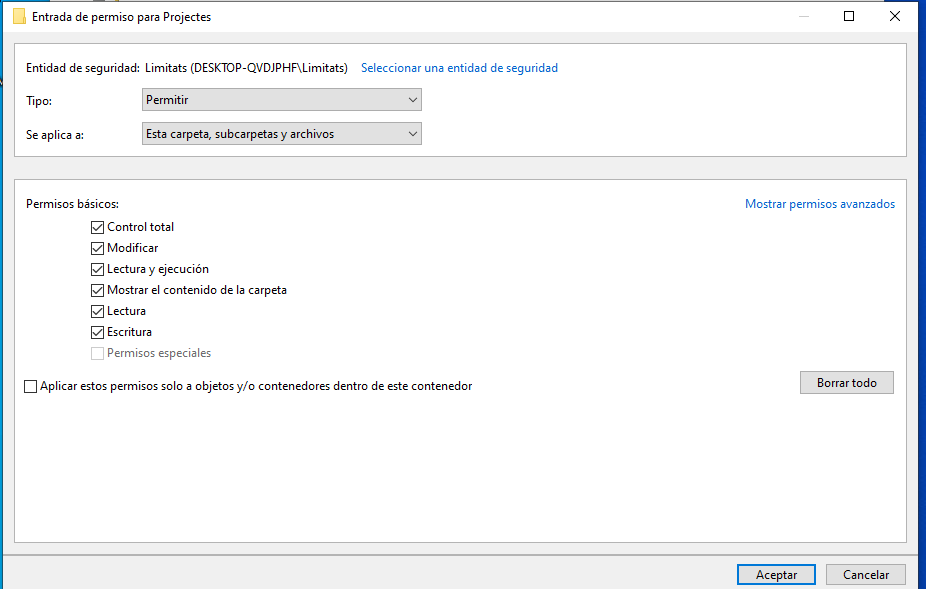 Entrada de permiso para Projectes
Entidad de seguridad: Limitats (DESKTOP-QVDJPHF\Limitats) Seleccionar una entidad de seguridad
Tipo: Permitir
Se aplica a: Esta carpeta, subcarpetas y archivos
Permisos básicos: Mostrar permisos avanzados
Control total
Modificar
Lectura y ejecución
Mostrar el contenido de la carpeta
Lectura
Escritura
Permisos especiales
Aplicar estos permisos solo a objetos y/o contenedores dentro de este contenedor Borrar todo
Aceptar Cancelar